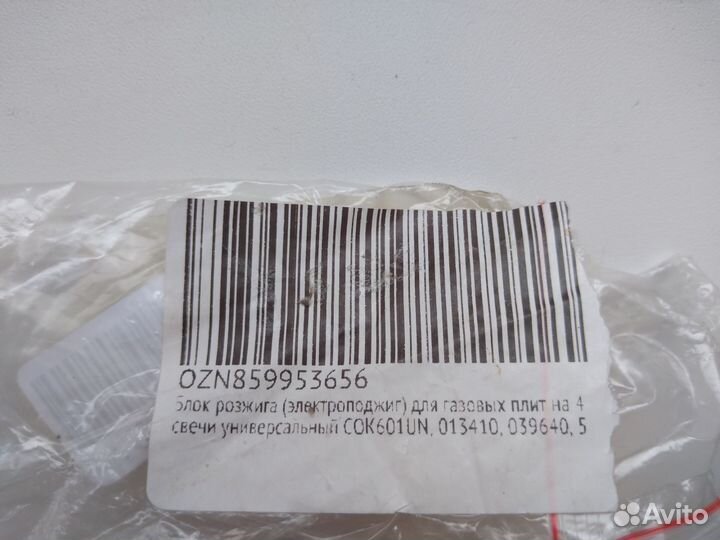 OZN859953656
блок розжига (электроподжиг) для газовых плит на 4
свечи универсальный COK601UN, 013410, 039640, 5
Avito